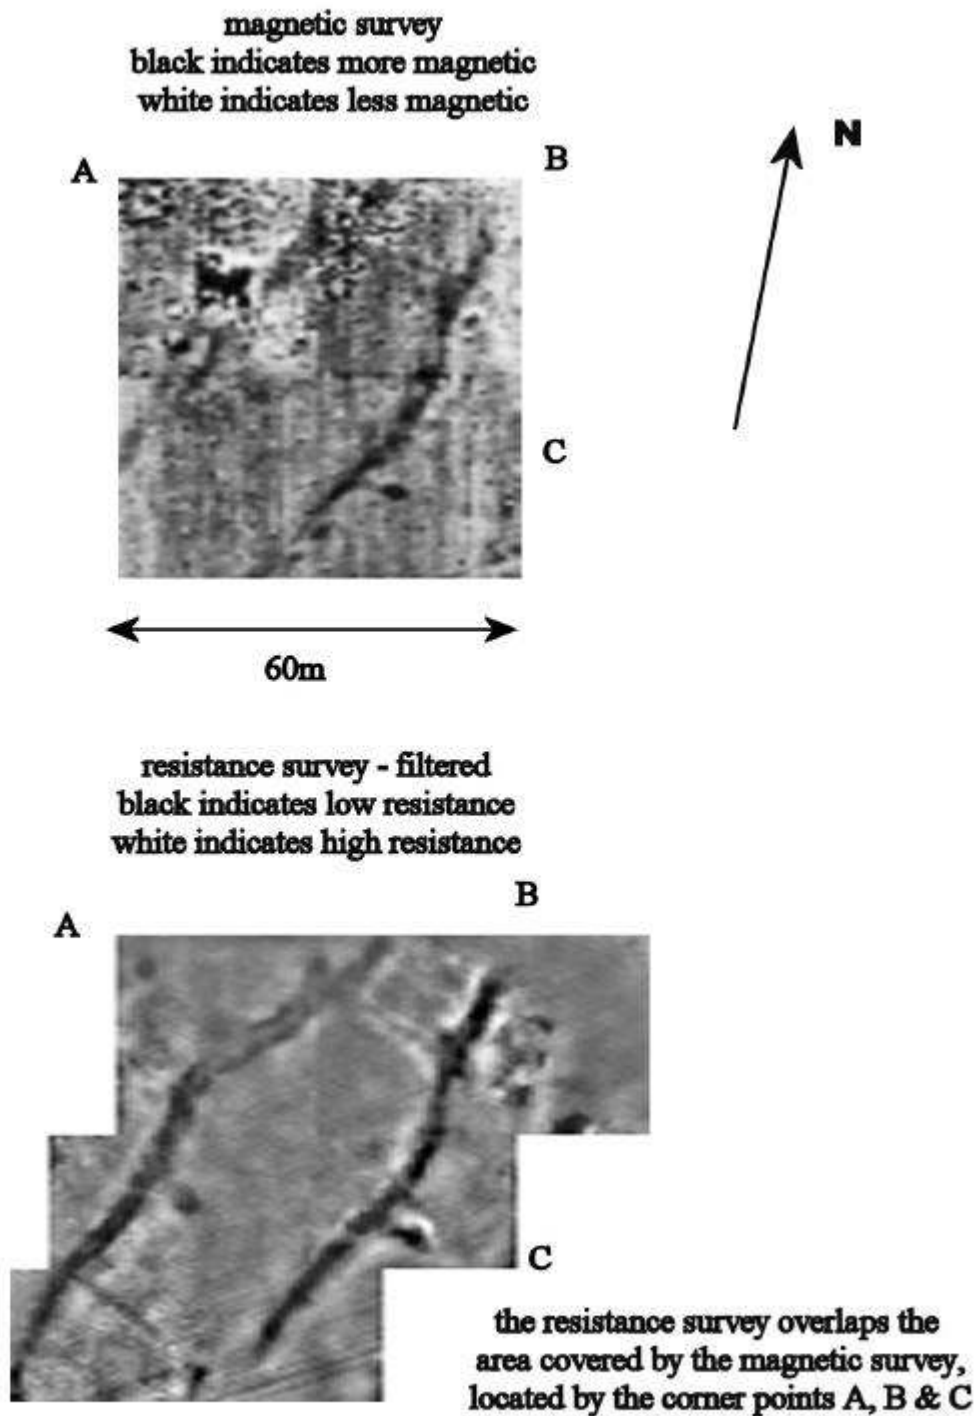 magnetic survey
black indicates more magnetic
white indicates less magnetic
A
B
N
C
60m
resistance survey - filtered
black indicates low resistance
white indicates high resistance
B
A
C
the resistance survey overlaps the
area covered by the magnetic survey,
located by the corner points A, B & C